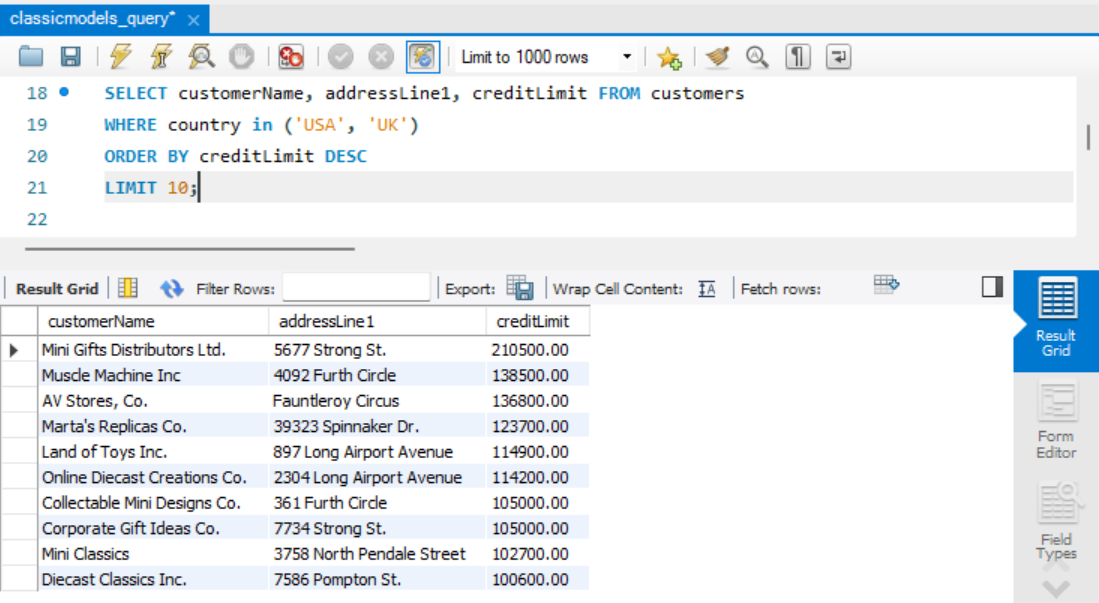 classicmodels_query*
Limit to 1000 rows
18 SELECT customerName, addressLine1, creditLimit FROM customers
19 WHERE country in ('USA', 'UK')
20 ORDER BY creditLimit DESC
21 LIMIT 10;
22
Result Grid Filter Rows: Export: Wrap Cell Content: IA Fetch rows:
customerName addressLine1 creditLimit
Mini Gifts Distributors Ltd. 5677 Strong St. 210500.00
Muscle Machine Inc 4092 Furth Circle 138500.00
AV Stores, Co. Fauntleroy Circus 136800.00
Marta's Replicas Co. 39323 Spinnaker Dr. 123700.00
Land of Toys Inc. 897 Long Airport Avenue 114900.00
Online Diecast Creations Co. 2304 Long Airport Avenue 114200.00
Collectable Mini Designs Co. 361 Furth Circle 105000.00
Corporate Gift Ideas Co. 7734 Strong St. 105000.00
Mini Classics 3758 North Pendale Street 102700.00
Diecast Classics Inc. 7586 Pompton St. 100600.00
Result
Grid
Form
Editor
Field
Types